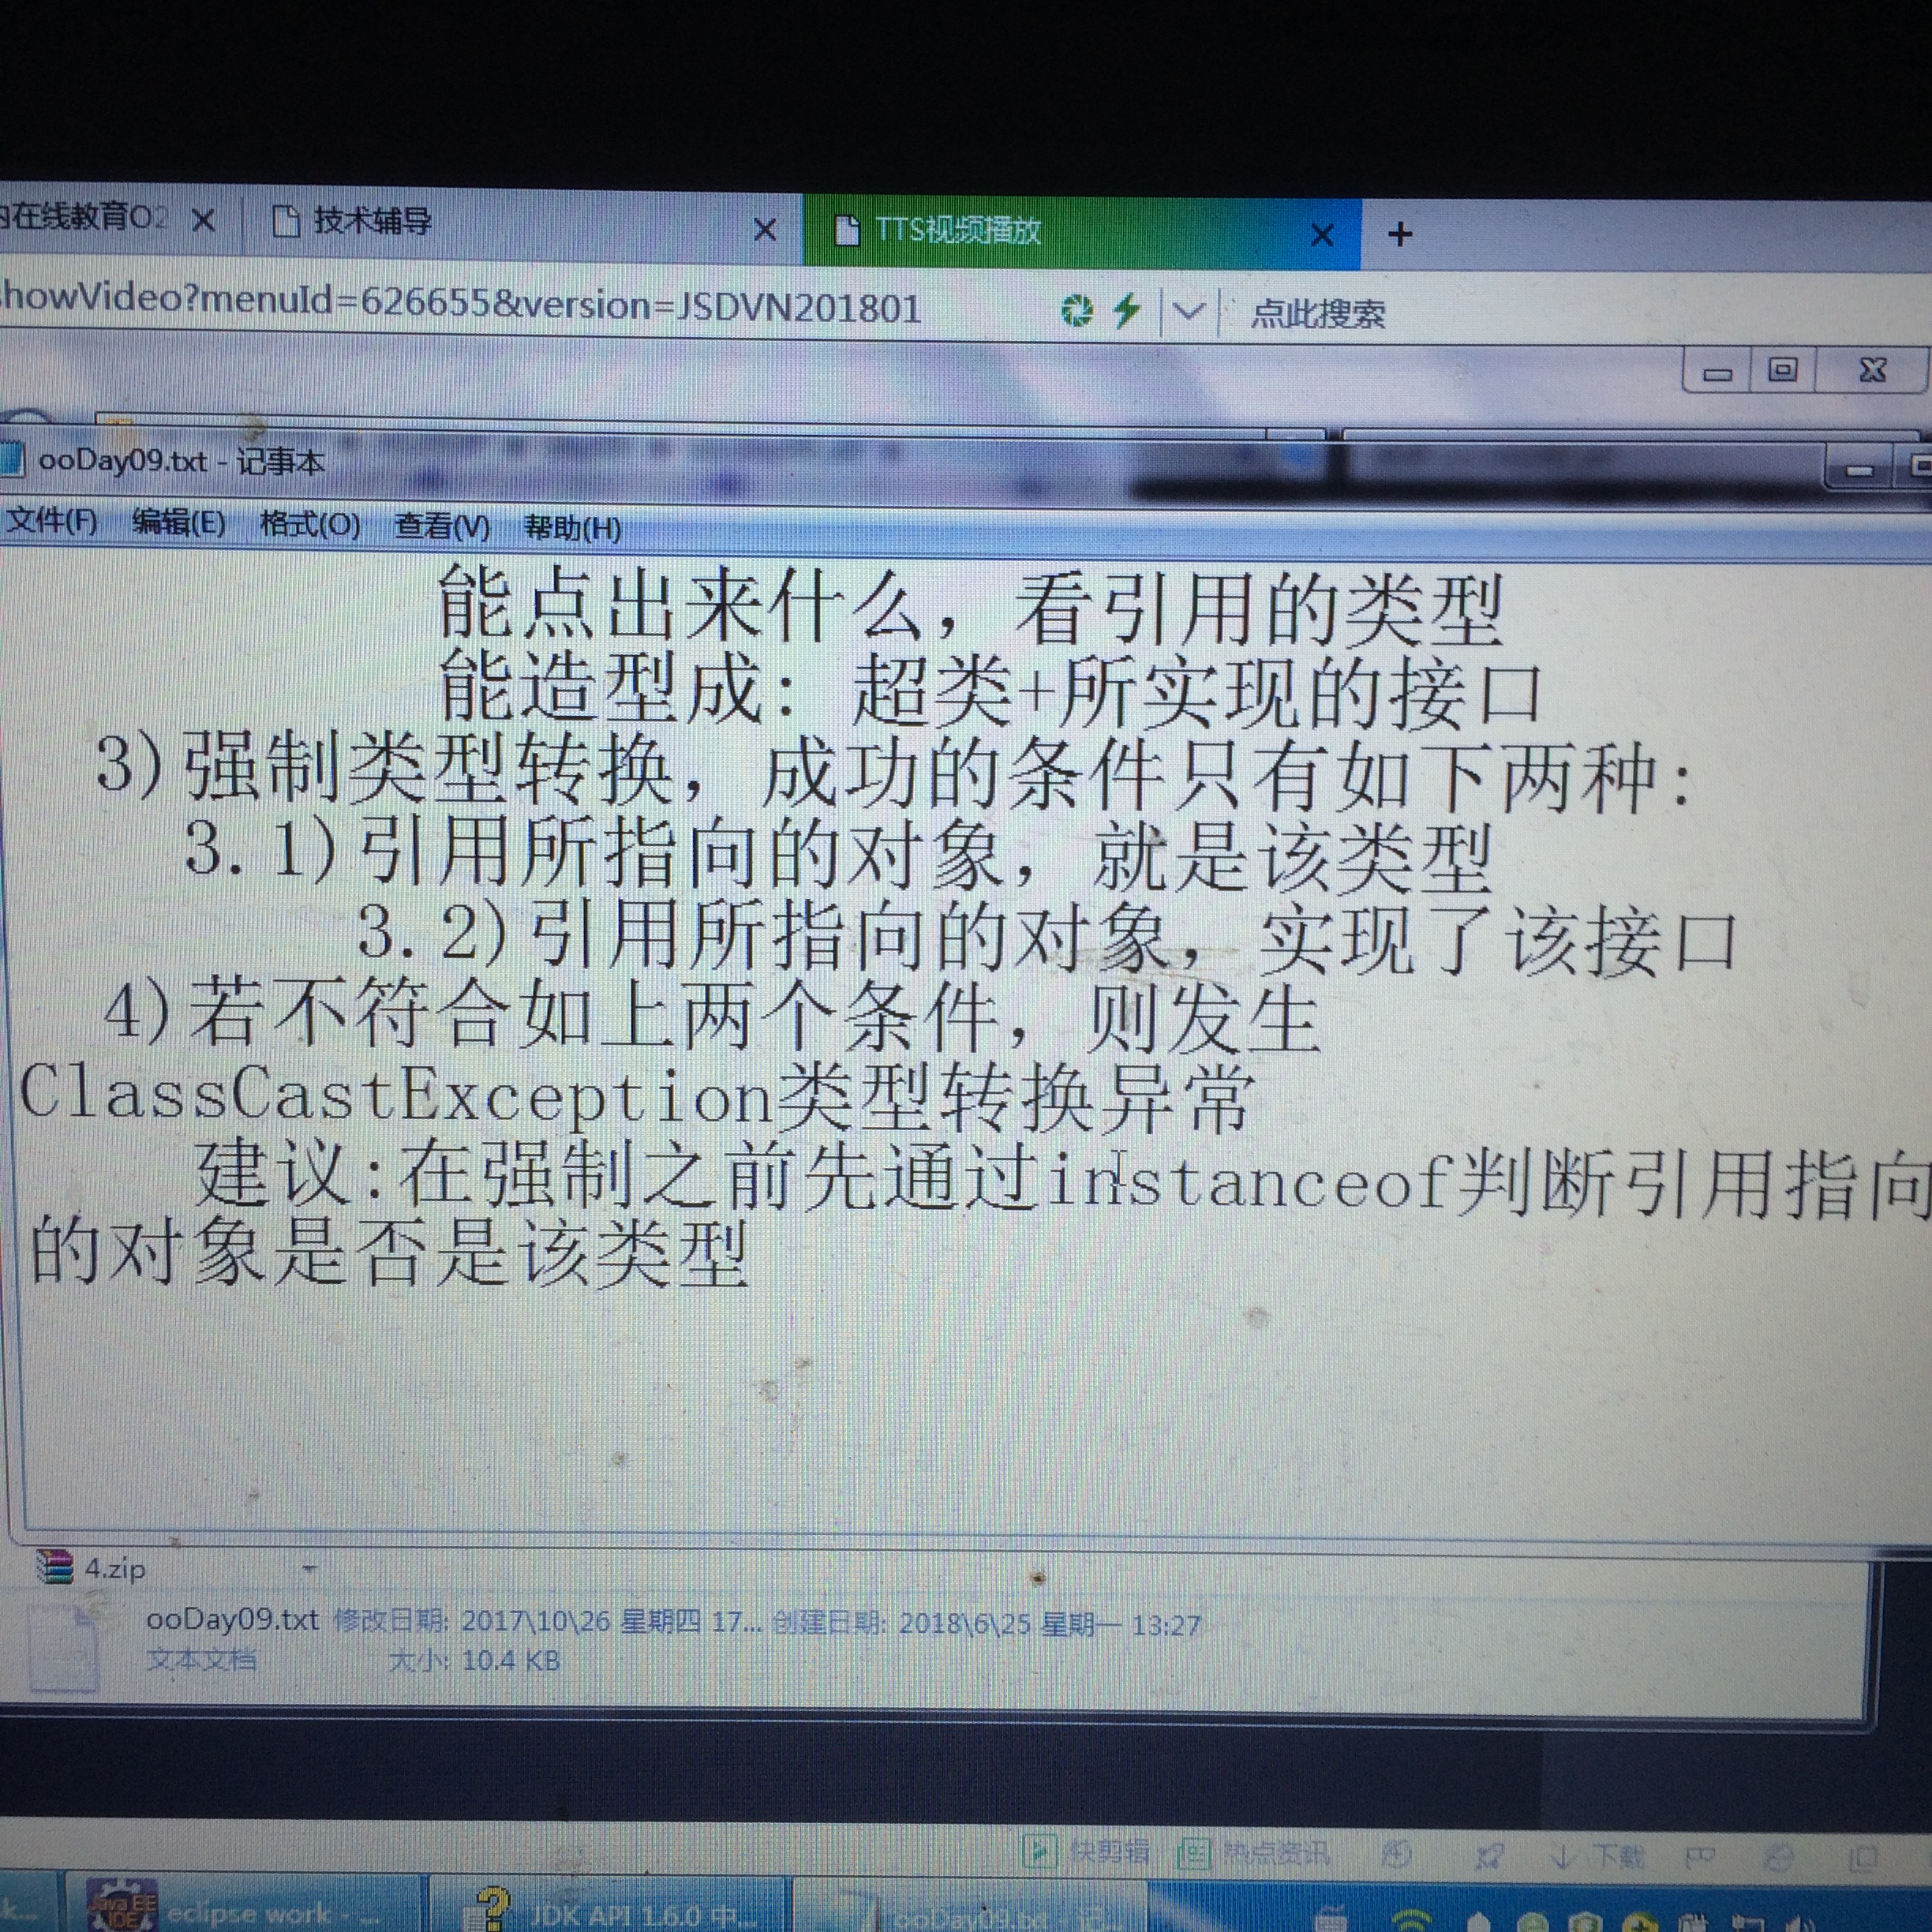 在线教育O2
技术辅导
TTS视频播放
howVideo?menuId=626655&version=JSDVN201801
点此搜索
ooDay09.txt - 记事本
文件(F) 编辑(E) 格式(O) 查看(V) 帮助(H)
能点出来什么，看引用的类型
能造型成：超类+所实现的接口
3)强制类型转换，成功的条件只有如下两种：
3.1)引用所指向的对象，就是该类型
3.2)引用所指向的对象，实现了该接口
4)若不符合如上两个条件，则发生
ClassCastException类型转换异常
建议:在强制之前先通过instanceof判断引用指向
的对象是否是该类型
4.zip
ooDay09.txt 修改日期: 2017\10\26 星期四 17... 创建日期: 2018\6\25 星期一 13:27
文本文档 大小: 10.4 KB
快剪辑 热点资讯 下载
k... eclipse work - ... JDK API 1.6.0 中... ooDay09.txt - 记...